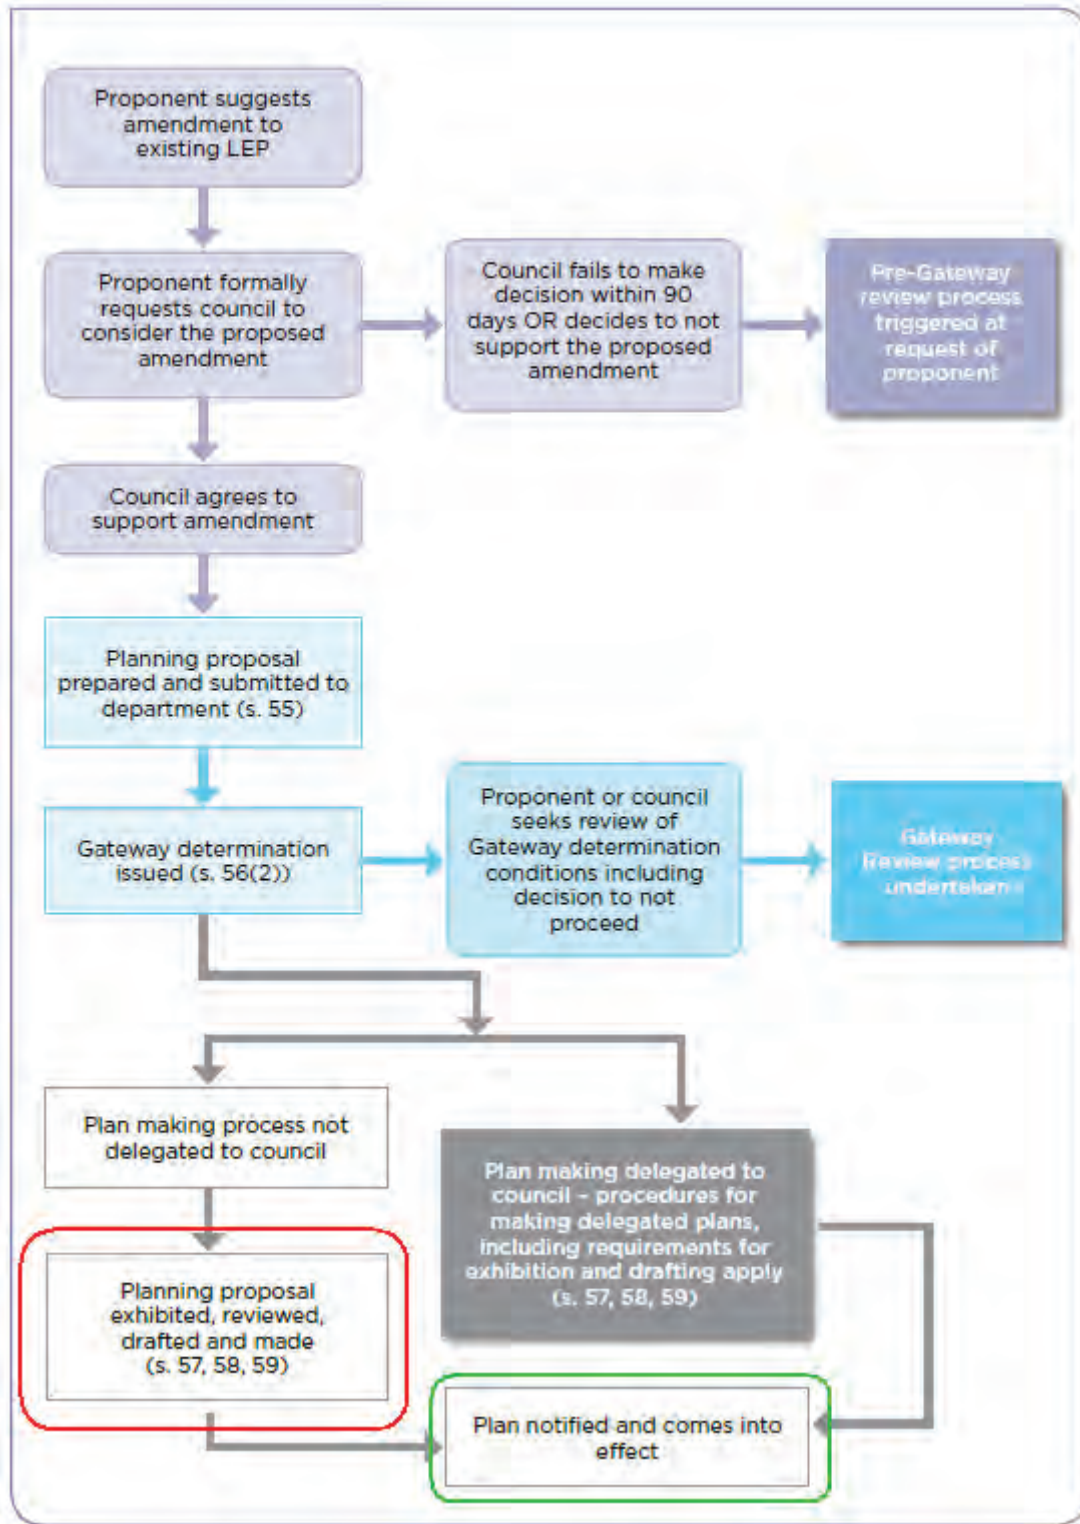 Proponent suggests
amendment to
existing LEP
Proponent formally
requests council to
consider the proposed
amendment
Council fails to make
decision within 90
days OR decides to not
support the proposed
amendment
Pre-Gateway
review process
triggered at
request of
proponent
Council agrees to
support amendment
Planning proposal
prepared and submitted to
department (s. 55)
Gateway determination
issued (s. 56(2))
Proponent or council
seeks review of
Gateway determination
conditions including
decision to not
proceed
Gateway
Review process
undertaken
Plan making process not
delegated to council
Plan making delegated to
council – procedures for
making delegated plans,
including requirements for
exhibition and drafting apply
(s. 57, 58, 59)
Planning proposal
exhibited, reviewed,
drafted and made
(s. 57, 58, 59)
Plan notified and comes into
effect